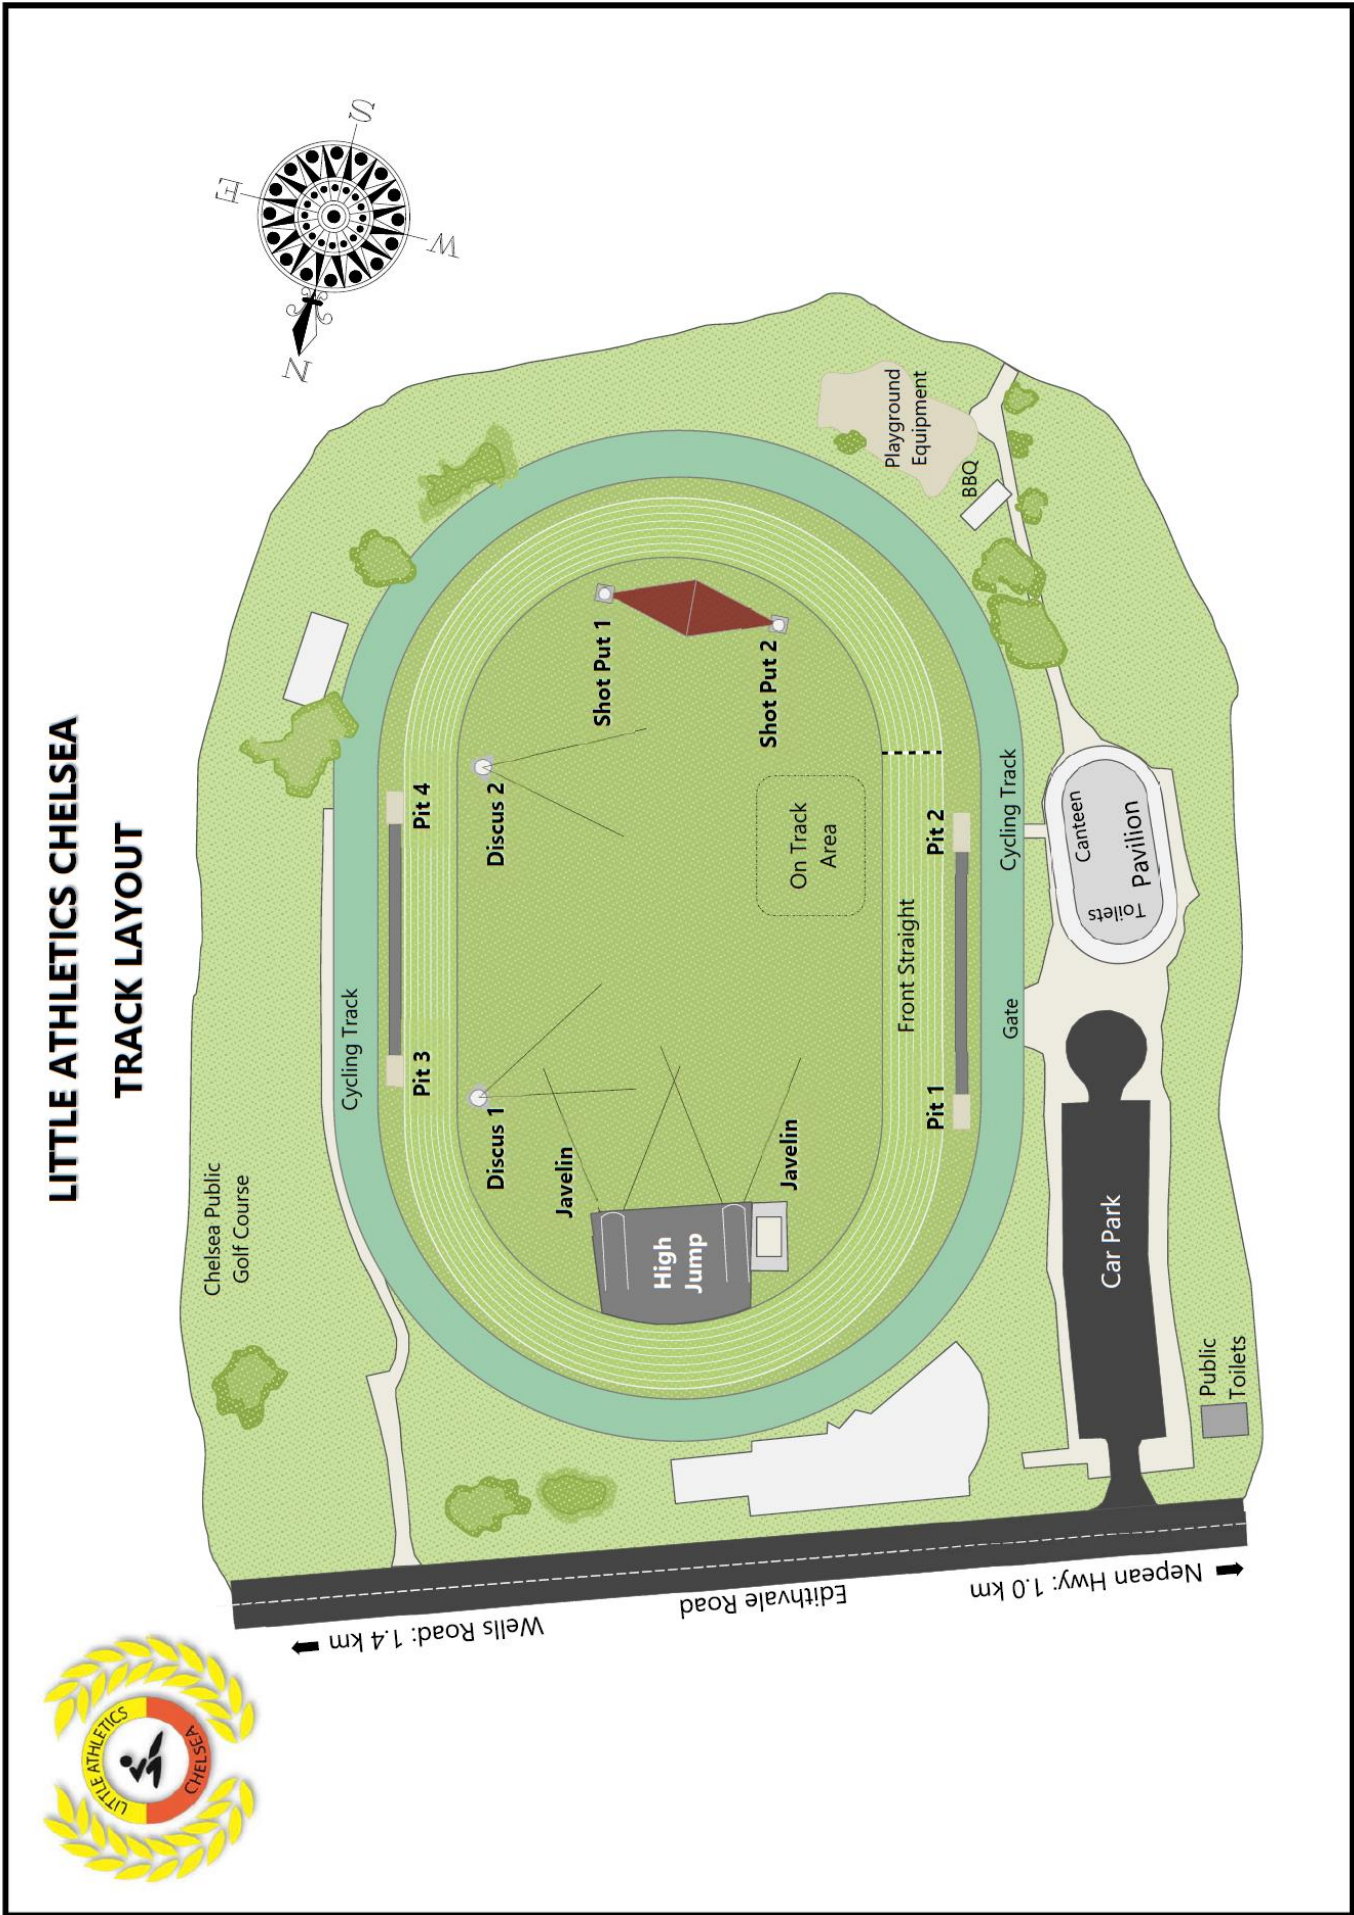 LITTLE ATHLETICS CHELSEA
TRACK LAYOUT
S
E
W
N
Chelsea Public
Golf Course
Cycling Track
Pit 3
Pit 4
Discus 1
Discus 2
Javelin
Javelin
High
Jump
Shot Put 1
Shot Put 2
On Track
Area
Front Straight
Pit 1
Pit 2
Gate
Cycling Track
Playground
Equipment
BBQ
Canteen
Pavilion
Toilets
Car Park
Public
Toilets
Wells Road: 1.4 km
Edithvale Road
Nepean Hwy: 1.0 km
LITTLE ATHLETICS
CHELSEA